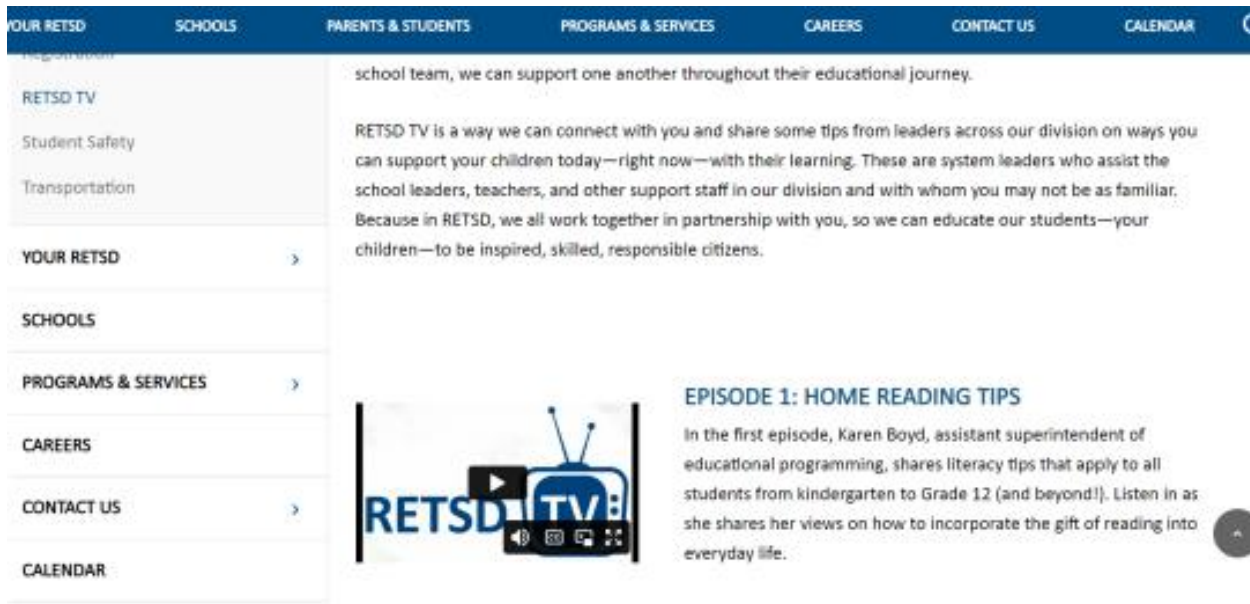 YOUR RETSD SCHOOLS PARENTS & STUDENTS PROGRAMS & SERVICES CAREERS CONTACT US CALENDAR
Registration
RETSD TV
Student Safety
Transportation
YOUR RETSD
SCHOOLS
PROGRAMS & SERVICES
CAREERS
CONTACT US
CALENDAR
school team, we can support one another throughout their educational journey.
RETSD TV is a way we can connect with you and share some tips from leaders across our division on ways you
can support your children today—right now—with their learning. These are system leaders who assist the
school leaders, teachers, and other support staff in our division and with whom you may not be as familiar.
Because in RETSD, we all work together in partnership with you, so we can educate our students—your
children—to be inspired, skilled, responsible citizens.
RETSD TV
CC
EPISODE 1: HOME READING TIPS
In the first episode, Karen Boyd, assistant superintendent of
educational programming, shares literacy tips that apply to all
students from kindergarten to Grade 12 (and beyond!). Listen in as
she shares her views on how to incorporate the gift of reading into
everyday life.